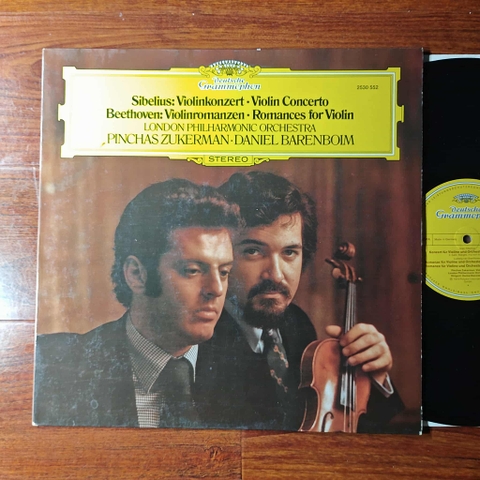 Deutsche
Grammophon
2530 552
Sibelius: Violinkonzert · Violin Concerto
Beethoven: Violinromanzen · Romances for Violin
LONDON PHILHARMONIC ORCHESTRA
PINCHAS ZUKERMAN · DANIEL BARENBOIM
STEREO
Deutsche
Grammophon